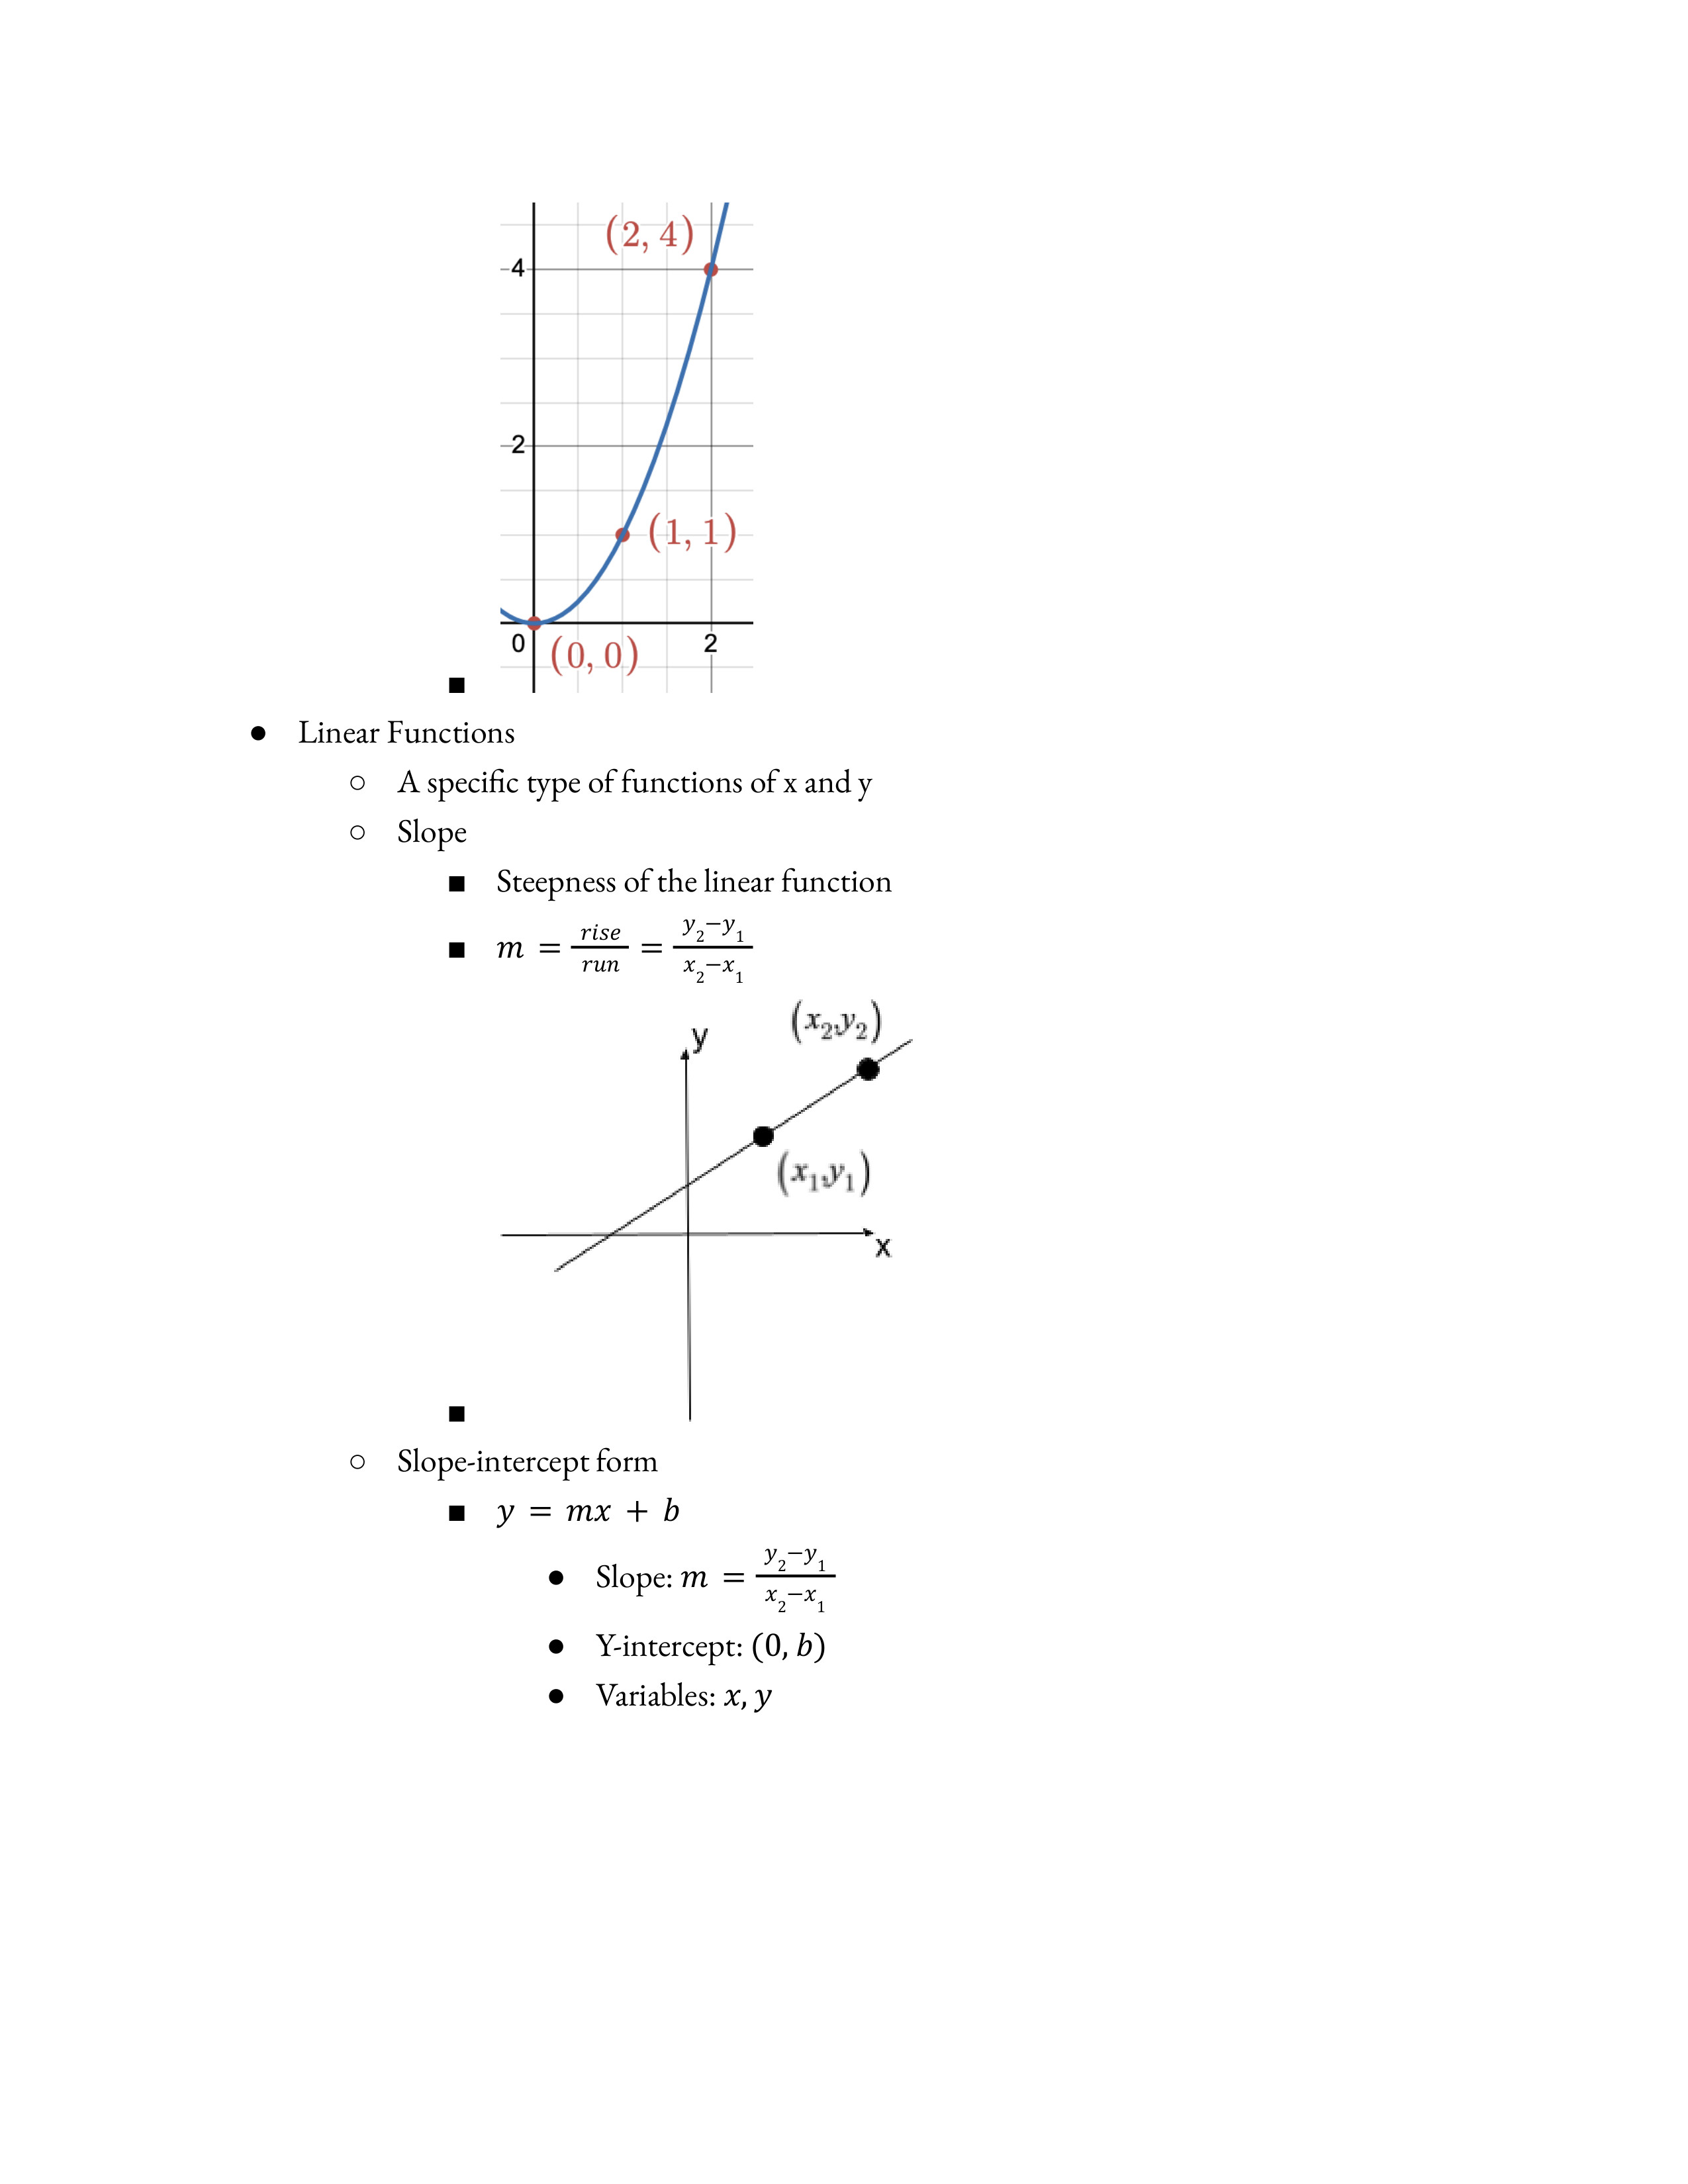 (2, 4)
4
2
(1, 1)
0
2
(0, 0)
■
● Linear Functions
○ A specific type of functions of x and y
○ Slope
■ Steepness of the linear function
■ m = rise/run = (y₂−y₁)/(x₂−x₁)
(x₂,y₂)
y
(x₁,y₁)
x
■
○ Slope-intercept form
■ y = mx + b
● Slope: m = (y₂−y₁)/(x₂−x₁)
● Y-intercept: (0, b)
● Variables: x, y